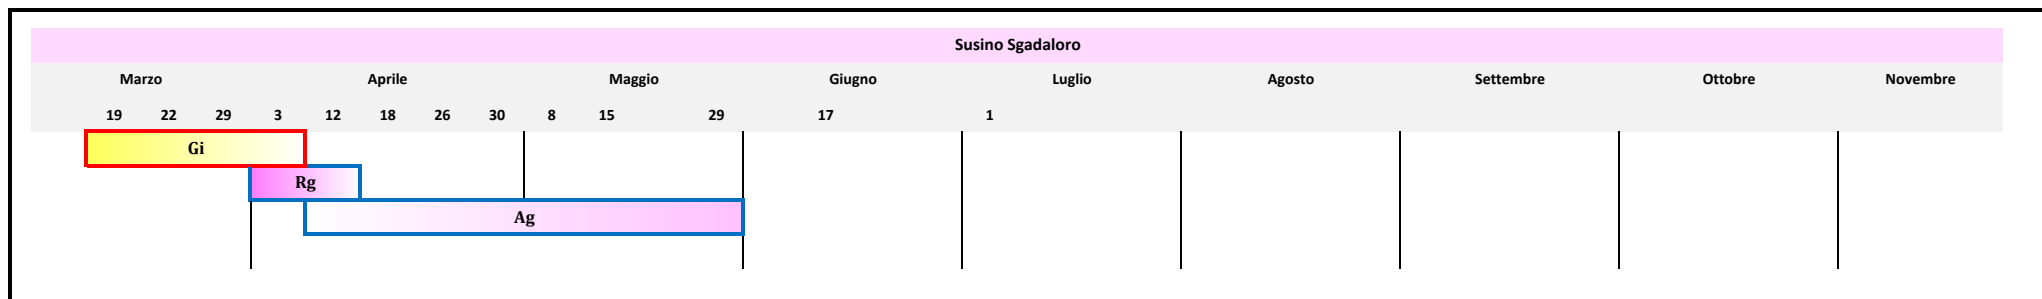 Susino Sgadaloro
Marzo Aprile Maggio Giugno Luglio Agosto Settembre Ottobre Novembre
19 22 29 3 12 18 26 30 8 15 29 17 1
Gi
Rg
Ag